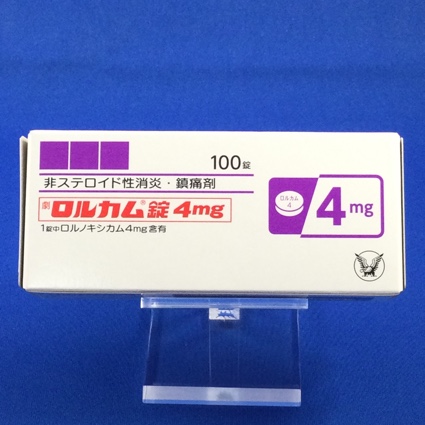 100錠
非ステロイド性消炎・鎮痛剤
劇 ロルカム®錠4mg
1錠中ロルノキシカム4mg含有
ロルカム
4
4mg